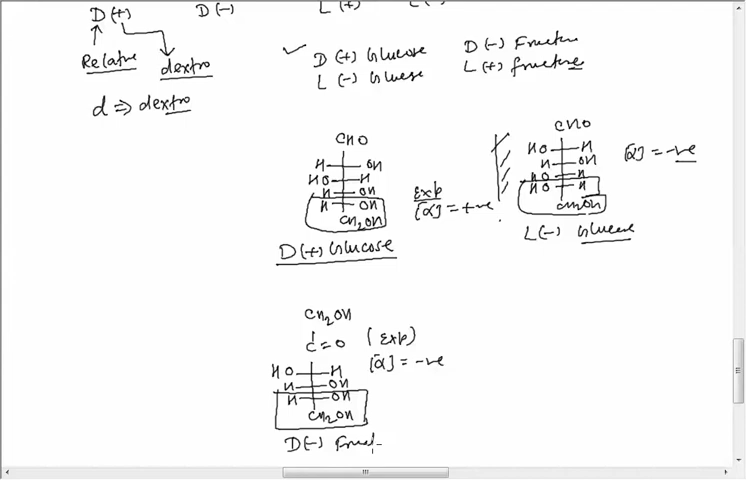 D (+) D (-) L (+)
Relative dextro
d ⇒ dextro
✓ D (+) Glucose D (-) Fructose
L (-) Glucose L (+) fructose
CHO
H OH
HO H
H OH
H OH
CH2OH
D (+) Glucose
Exp
[α] = +ve
CHO
HO H
H OH
HO H
HO H
CH2OH
L (-) Glucose
[α] = -ve
CH2OH
C=O
HO H
H OH
H OH
CH2OH
D (-) Fruct
(Exp)
[α] = -ve